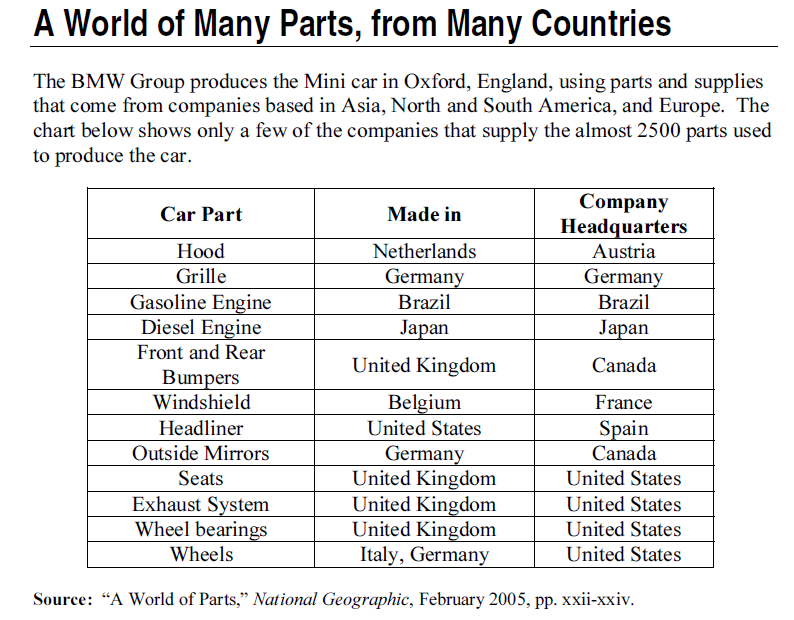 A World of Many Parts, from Many Countries
The BMW Group produces the Mini car in Oxford, England, using parts and supplies
that come from companies based in Asia, North and South America, and Europe.  The
chart below shows only a few of the companies that supply the almost 2500 parts used
to produce the car.
Car Part Made in Company Headquarters
Hood Netherlands Austria
Grille Germany Germany
Gasoline Engine Brazil Brazil
Diesel Engine Japan Japan
Front and Rear Bumpers United Kingdom Canada
Windshield Belgium France
Headliner United States Spain
Outside Mirrors Germany Canada
Seats United Kingdom United States
Exhaust System United Kingdom United States
Wheel bearings United Kingdom United States
Wheels Italy, Germany United States
Source: “A World of Parts,” National Geographic, February 2005, pp. xxii-xxiv.